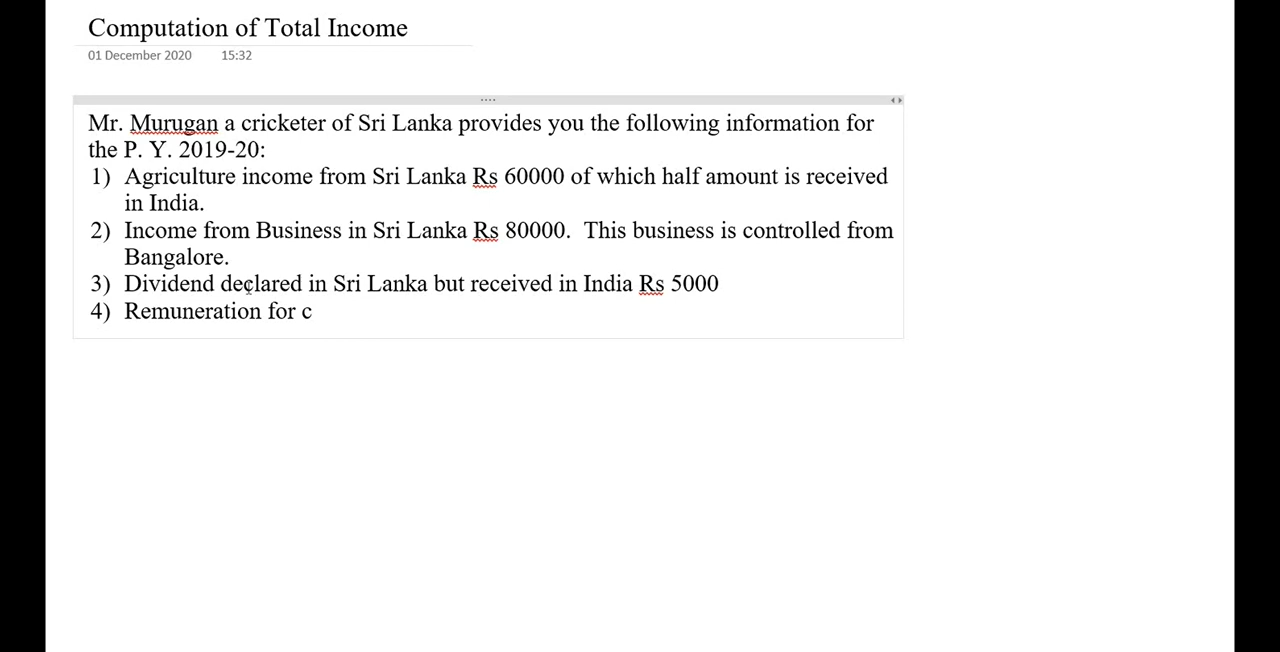 Computation of Total Income
01 December 2020 15:32
Mr. Murugan a cricketer of Sri Lanka provides you the following information for
the P. Y. 2019-20:
1) Agriculture income from Sri Lanka Rs 60000 of which half amount is received
in India.
2) Income from Business in Sri Lanka Rs 80000. This business is controlled from
Bangalore.
3) Dividend declared in Sri Lanka but received in India Rs 5000
4) Remuneration for c